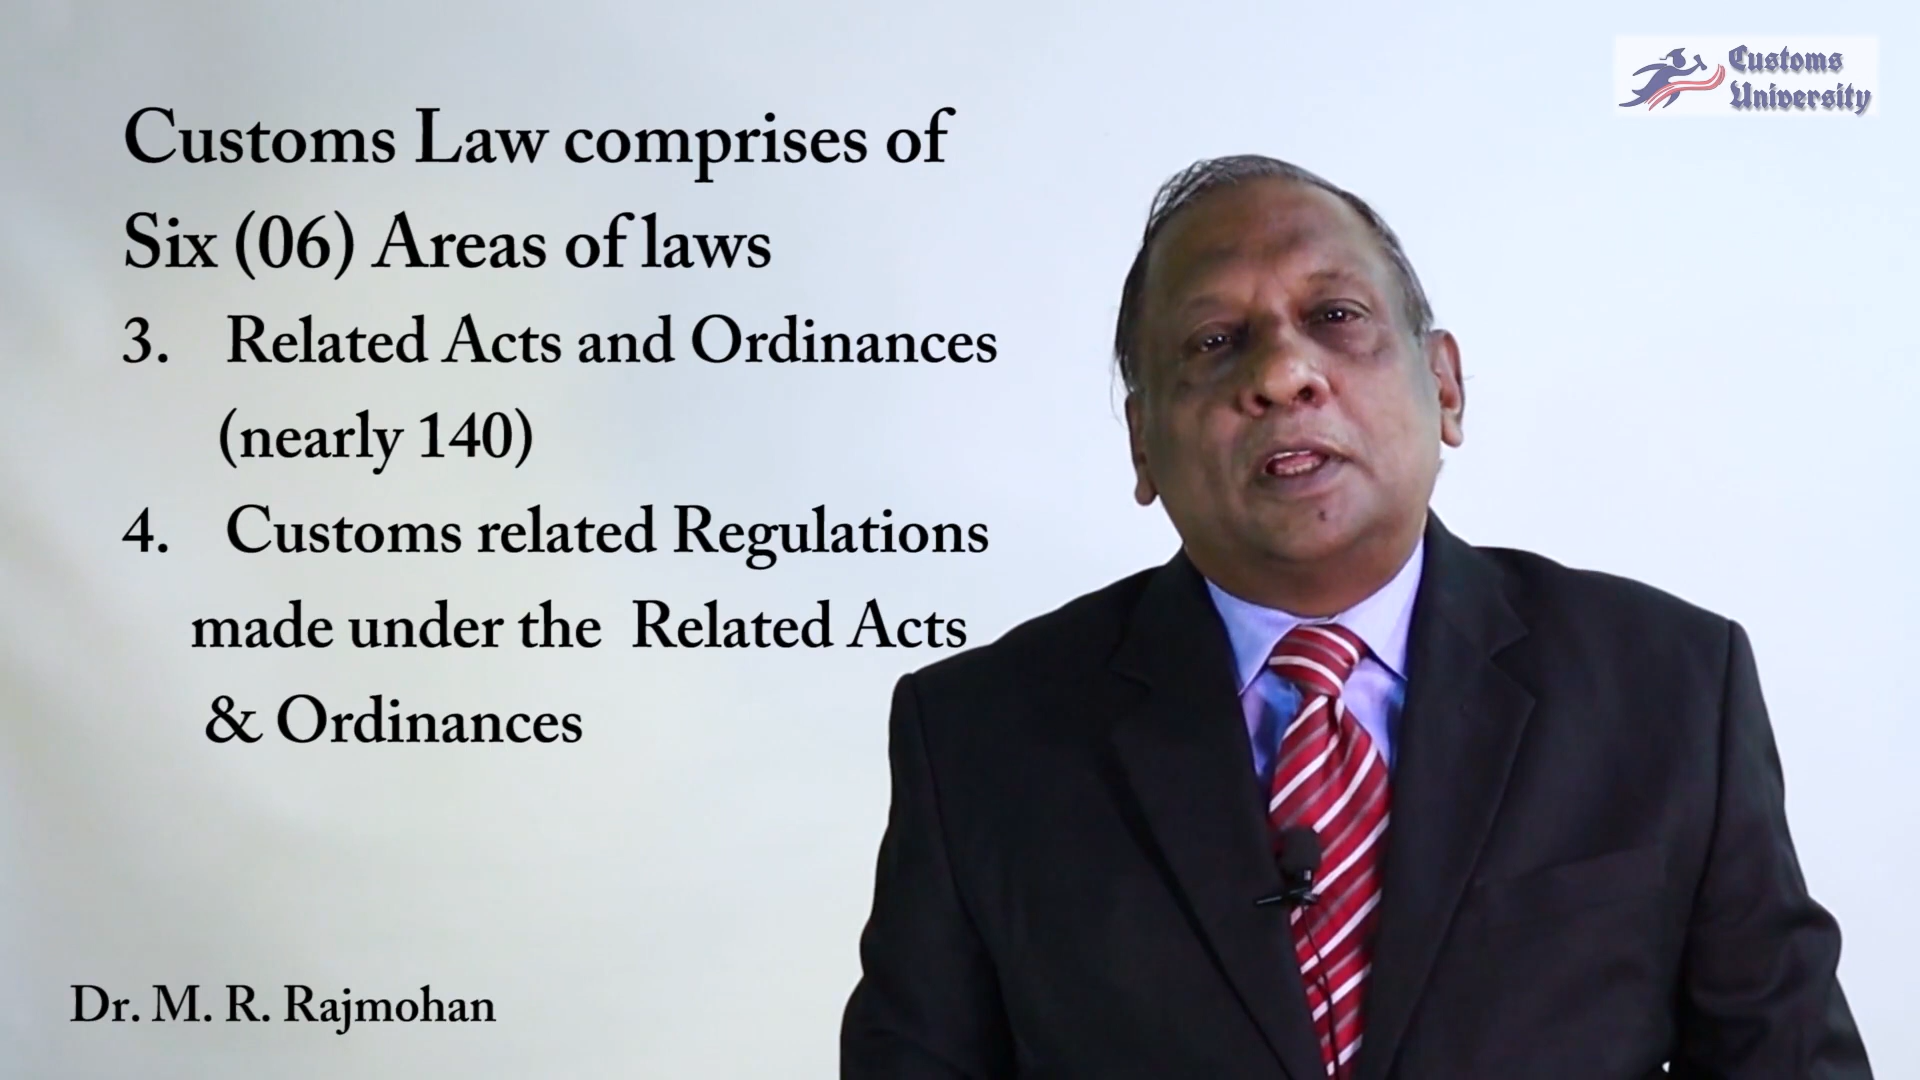 Customs
University
Customs Law comprises of
Six (06) Areas of laws
3. Related Acts and Ordinances
(nearly 140)
4. Customs related Regulations
made under the Related Acts
& Ordinances
Dr. M. R. Rajmohan